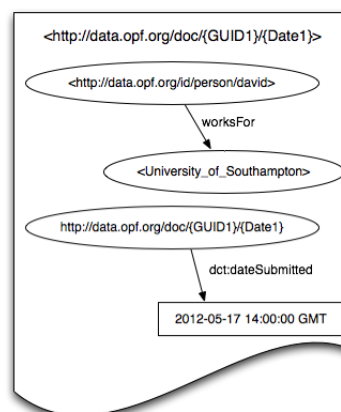 <http://data.opf.org/doc/{GUID1}/{Date1}>
<http://data.opf.org/id/person/david>
worksFor
<University_of_Southampton>
http://data.opf.org/doc/{GUID1}/{Date1}
dct:dateSubmitted
2012-05-17 14:00:00 GMT